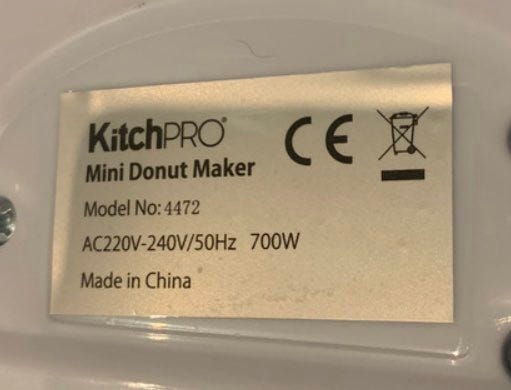 KitchPRO®
Mini Donut Maker
Model No: 4472
AC220V-240V/50Hz 700W
Made in China
CE